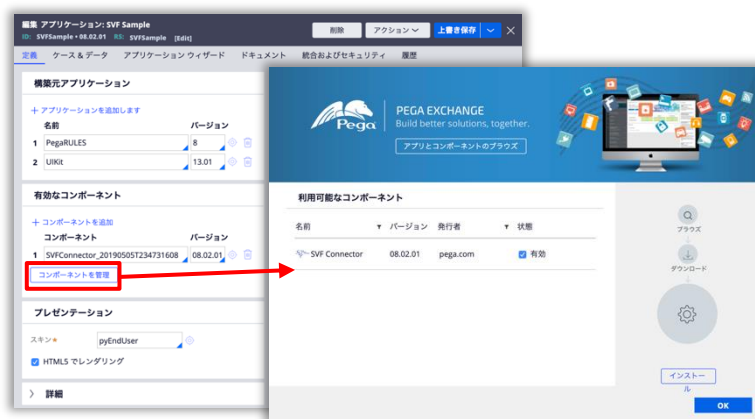 編集 アプリケーション: SVF Sample
ID: SVFSample • 08.02.01 RS: SVFSample [Edit]
削除 アクション 上書き保存
定義 ケース＆データ アプリケーション ウィザード ドキュメント 統合およびセキュリティ 履歴
構築元アプリケーション
＋ アプリケーションを追加します
名前 バージョン
1 PegaRULES 8
2 UIKit 13.01
有効なコンポーネント
＋ コンポーネントを追加
コンポーネント バージョン
1 SVFConnector_20190505T234731608 08.02.01
コンポーネントを管理
プレゼンテーション
スキン★ pyEndUser
HTML5 でレンダリング
詳細
Pega
PEGA EXCHANGE
Build better solutions, together.
アプリとコンポーネントのブラウズ
利用可能なコンポーネント
名前 バージョン 発行者 状態
SVF Connector 08.02.01 pega.com 有効
ブラウズ
ダウンロード
インストー
ル
OK